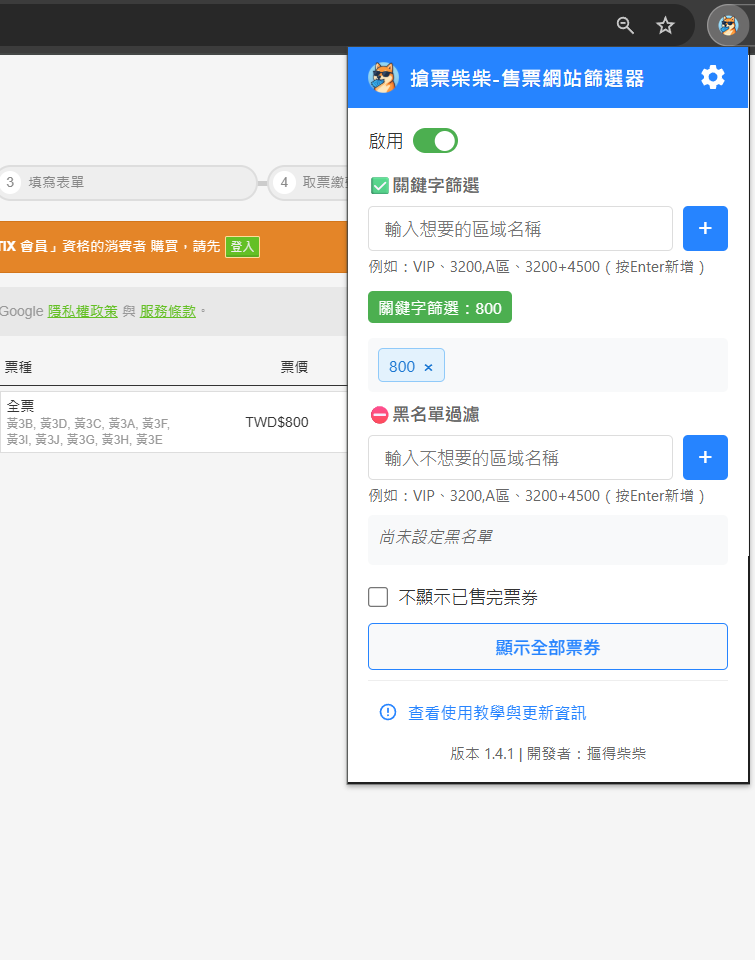 搶票柴柴-售票網站篩選器
3 填寫表單
4 取票繳
TIX 會員」資格的消費者 購買，請先 登入
Google 隱私權政策 與 服務條款。
票種 票價
全票
黃3B, 黃3D, 黃3C, 黃3A, 黃3F,
黃3I, 黃3J, 黃3G, 黃3H, 黃3E
TWD$800
啟用
✅關鍵字篩選
輸入想要的區域名稱
+
例如：VIP、3200,A區、3200+4500（按Enter新增）
關鍵字篩選：800
800 ×
⛔黑名單過濾
輸入不想要的區域名稱
+
例如：VIP、3200,A區、3200+4500（按Enter新增）
尚未設定黑名單
不顯示已售完票券
顯示全部票券
查看使用教學與更新資訊
版本 1.4.1 | 開發者：摳得柴柴